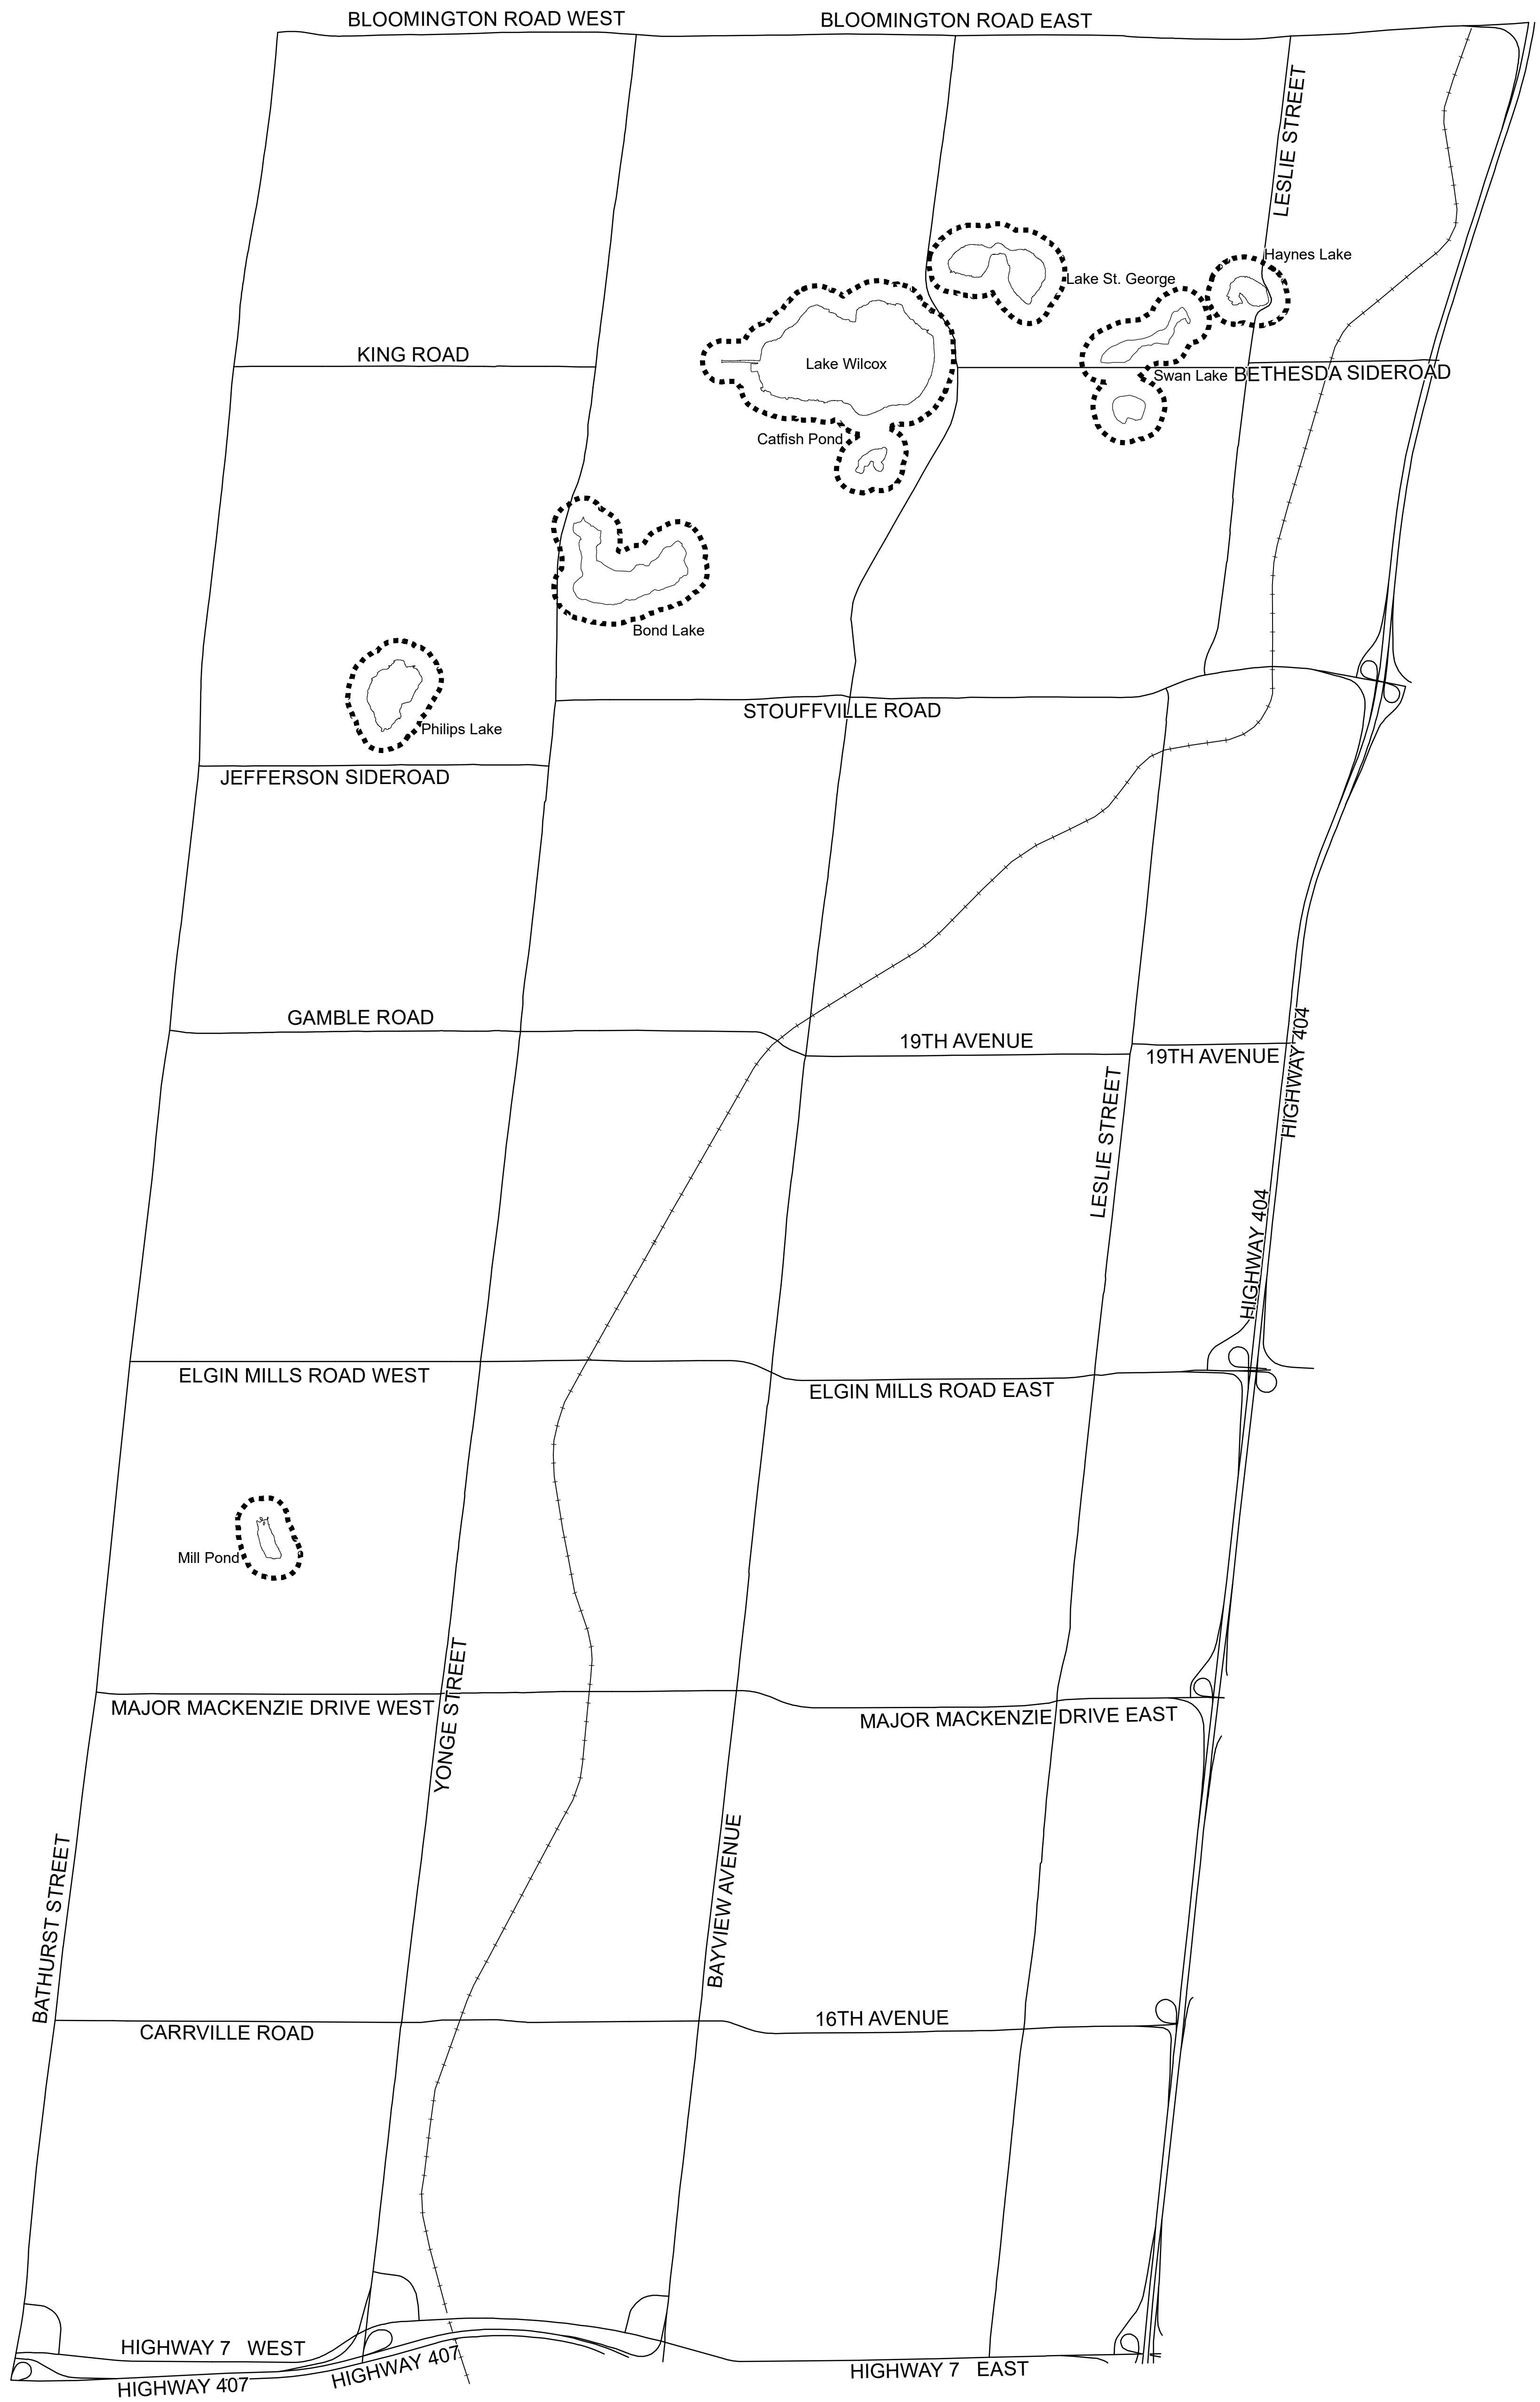 BLOOMINGTON ROAD WEST
BLOOMINGTON ROAD EAST
LESLIE STREET
Haynes Lake
Lake St. George
KING ROAD
Lake Wilcox
Swan Lake
BETHESDA SIDEROAD
Catfish Pond
Bond Lake
STOUFFVILLE ROAD
Philips Lake
JEFFERSON SIDEROAD
GAMBLE ROAD
19TH AVENUE
19TH AVENUE
HIGHWAY 404
LESLIE STREET
HIGHWAY 404
ELGIN MILLS ROAD WEST
ELGIN MILLS ROAD EAST
Mill Pond
YONGE STREET
MAJOR MACKENZIE DRIVE WEST
MAJOR MACKENZIE DRIVE EAST
BATHURST STREET
BAYVIEW AVENUE
16TH AVENUE
CARRVILLE ROAD
HIGHWAY 7 WEST
HIGHWAY 407
HIGHWAY 407
HIGHWAY 7 EAST